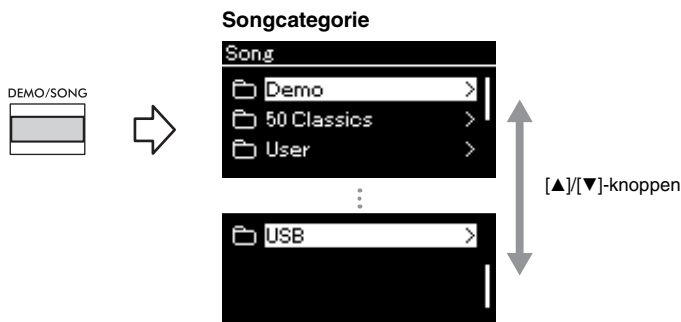 Songcategorie
Song
DEMO/SONG
Demo >
50 Classics >
User >
[▲]/[▼]-knoppen
USB >